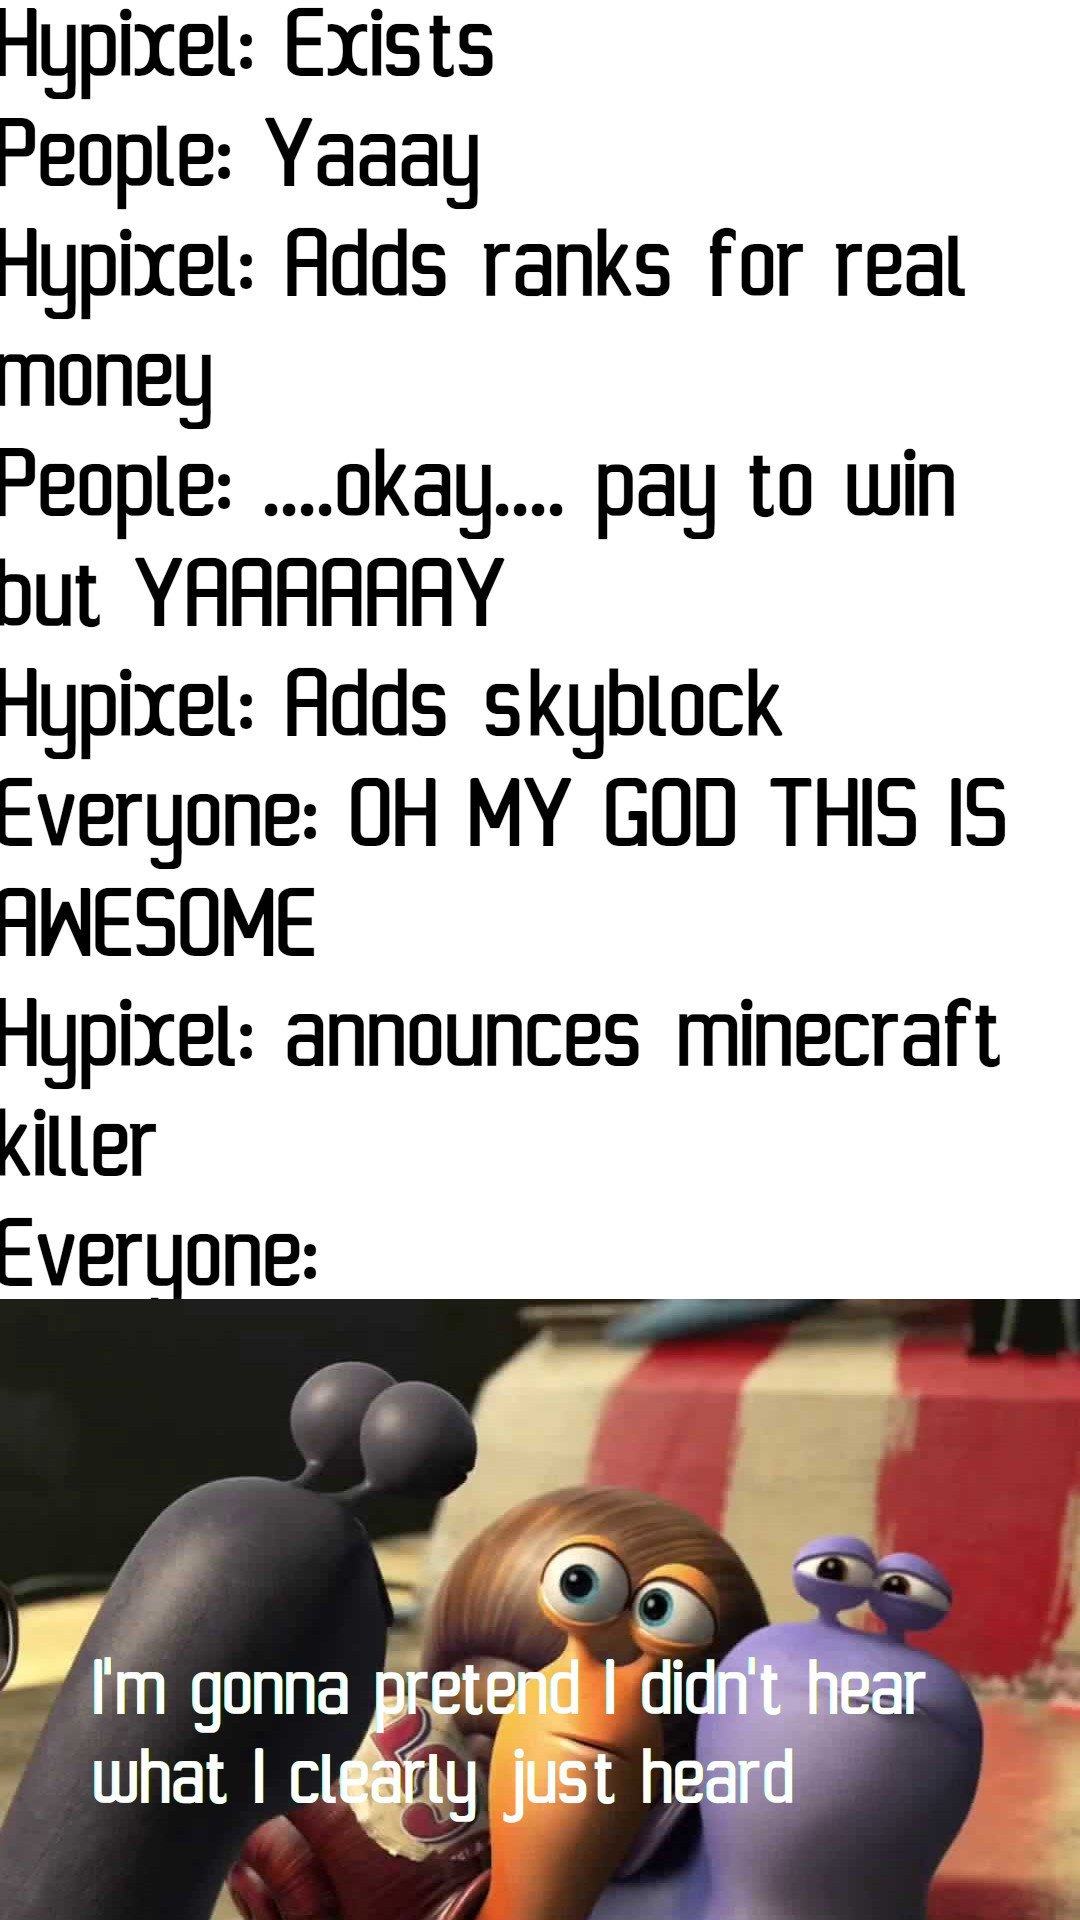 Hypixel: Exists
People: Yaaay
Hypixel: Adds ranks for real
money
People: ....okay.... pay to win
but YAAAAAAY
Hypixel: Adds skyblock
Everyone: OH MY GOD THIS IS
AWESOME
Hypixel: announces minecraft
killer
Everyone:
I'm gonna pretend I didn't hear
what I clearly just heard
5